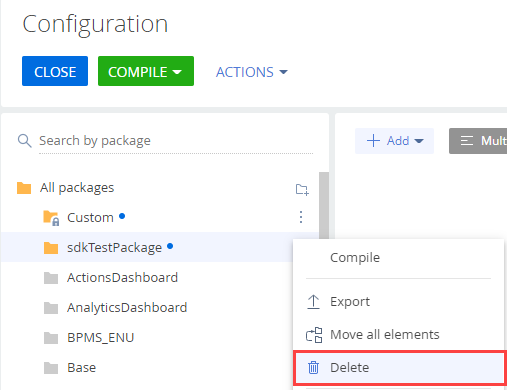 Configuration
CLOSE
COMPILE
ACTIONS
Search by package
Add
Mult
All packages
Custom
sdkTestPackage
Compile
ActionsDashboard
Export
AnalyticsDashboard
Move all elements
BPMS_ENU
Delete
Base